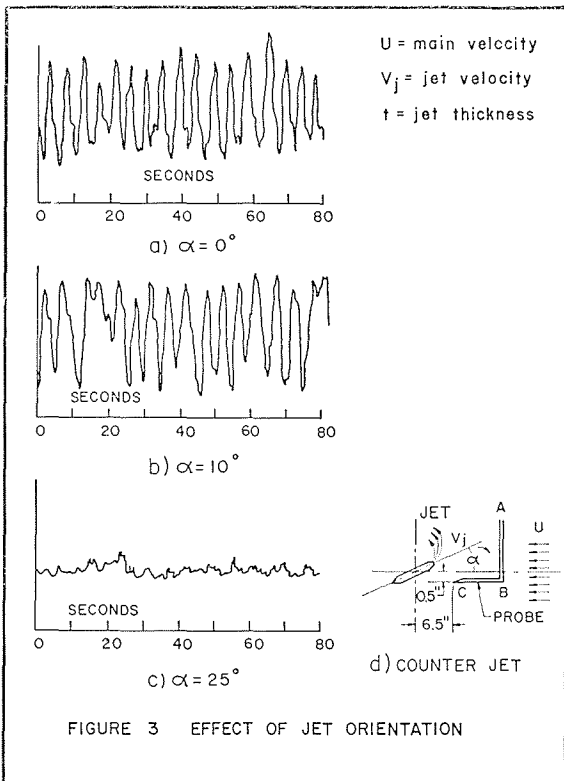 U = main velocity
Vj = jet velocity
t = jet thickness
SECONDS
0 20 40 60 80
a) α = 0°
SECONDS
0 20 40 60 80
b) α = 10°
SECONDS
0 20 40 60 80
c) α = 25°
JET
A
U
Vj
α
C
B
0.5"
PROBE
6.5"
d) COUNTER JET
FIGURE 3 EFFECT OF JET ORIENTATION